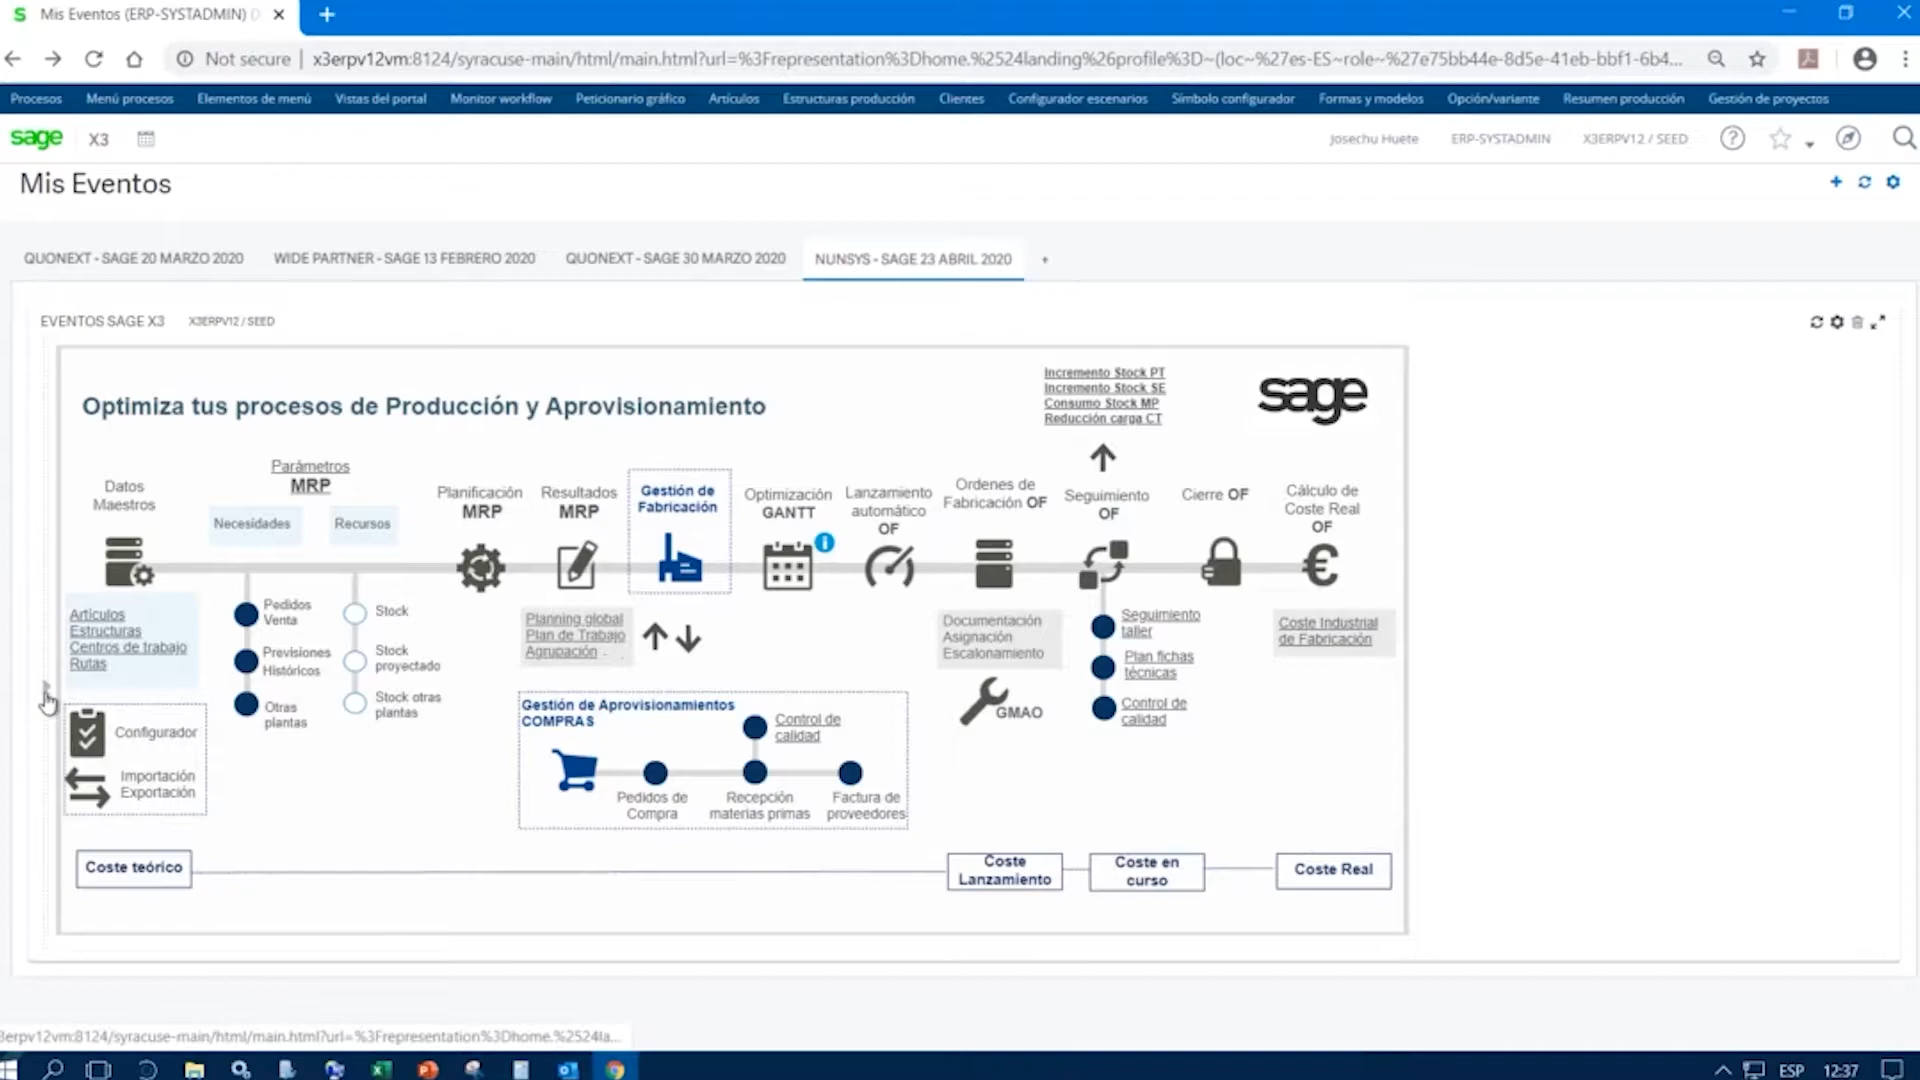 Mis Eventos (ERP-SYSTADMIN)
Not secure | x3erpv12vm:8124/syracuse-main/html/main.html?url=%3Frepresentation%3Dhome.%2524landing%26profile%3D~(loc~%27es-ES~role~%27e75bb44e-8d5e-41eb-bbf1-6b4...
Procesos Menú procesos Elementos de menú Vistas del portal Monitor workflow Peticionario gráfico Artículos Estructuras producción Clientes Configurador escenarios Símbolo configurador Formas y modelos Opción/variante Resumen producción Gestión de proyectos
sage X3 Josechu Huete ERP-SYSTADMIN X3ERPV12 / SEED
Mis Eventos
QUONEXT - SAGE 20 MARZO 2020 WIDE PARTNER - SAGE 13 FEBRERO 2020 QUONEXT - SAGE 30 MARZO 2020 NUNSYS - SAGE 23 ABRIL 2020 +
EVENTOS SAGE X3 X3ERPV12 / SEED
Incremento Stock PT
Incremento Stock SE
Consumo Stock MP
Reducción carga CT
sage
Optimiza tus procesos de Producción y Aprovisionamiento
Datos
Maestros
Parámetros
MRP
Necesidades
Recursos
Planificación
MRP
Resultados
MRP
Gestión de
Fabricación
Optimización
GANTT
i
Lanzamiento
automático
OF
Ordenes de
Fabricación OF
Seguimiento
OF
Cierre OF
Cálculo de
Coste Real
OF
€
Artículos
Estructuras
Centros de trabajo
Rutas
Pedidos
Venta
Previsiones
Históricos
Otras
plantas
Stock
Stock
proyectado
Stock otras
plantas
Planning global
Plan de Trabajo
Agrupación
Documentación
Asignación
Escalonamiento
GMAO
Seguimiento
taller
Plan fichas
técnicas
Control de
calidad
Coste Industrial
de Fabricación
Configurador
Importación
Exportación
Gestión de Aprovisionamientos
COMPRAS
Control de
calidad
Pedidos de
Compra
Recepción
materias primas
Factura de
proveedores
Coste teórico
Coste
Lanzamiento
Coste en
curso
Coste Real
3erpv12vm:8124/syracuse-main/html/main.html?url=%3Frepresentation%3Dhome.%2524la...
ESP 12:37